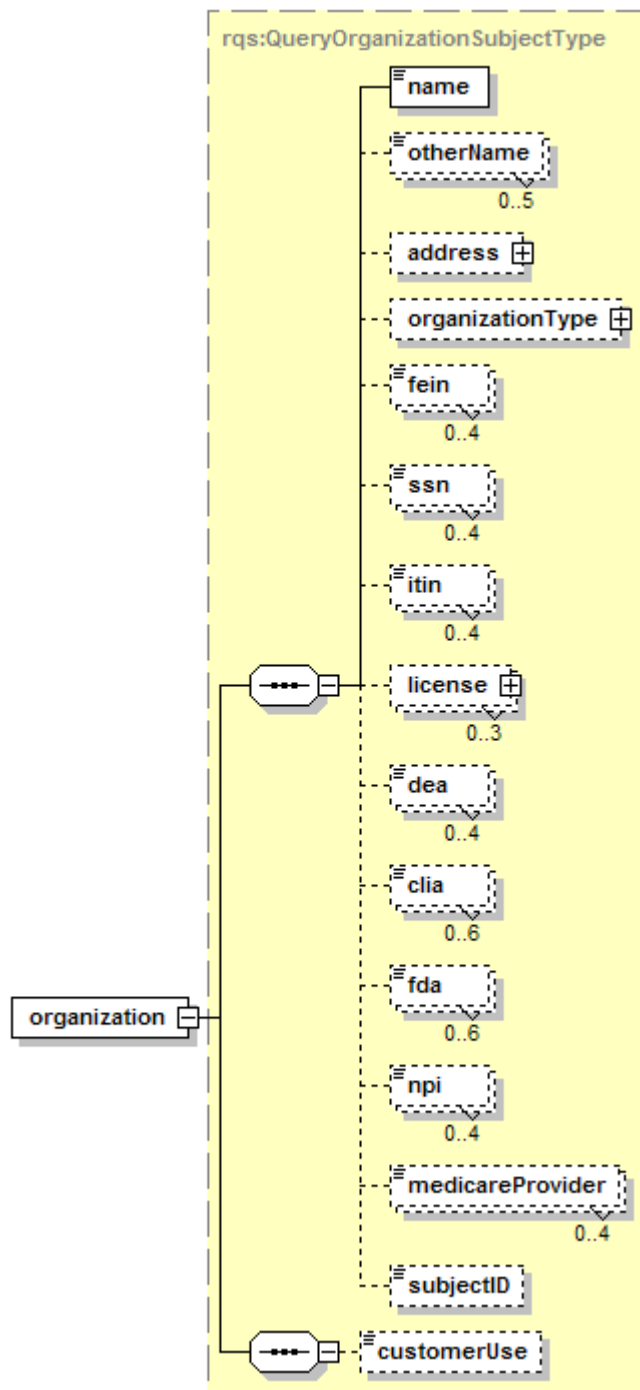 rqs:QueryOrganizationSubjectType
name
otherName
0..5
address
organizationType
fein
0..4
ssn
0..4
itin
0..4
license
0..3
dea
0..4
clia
0..6
fda
0..6
organization
npi
0..4
medicareProvider
0..4
subjectID
customerUse